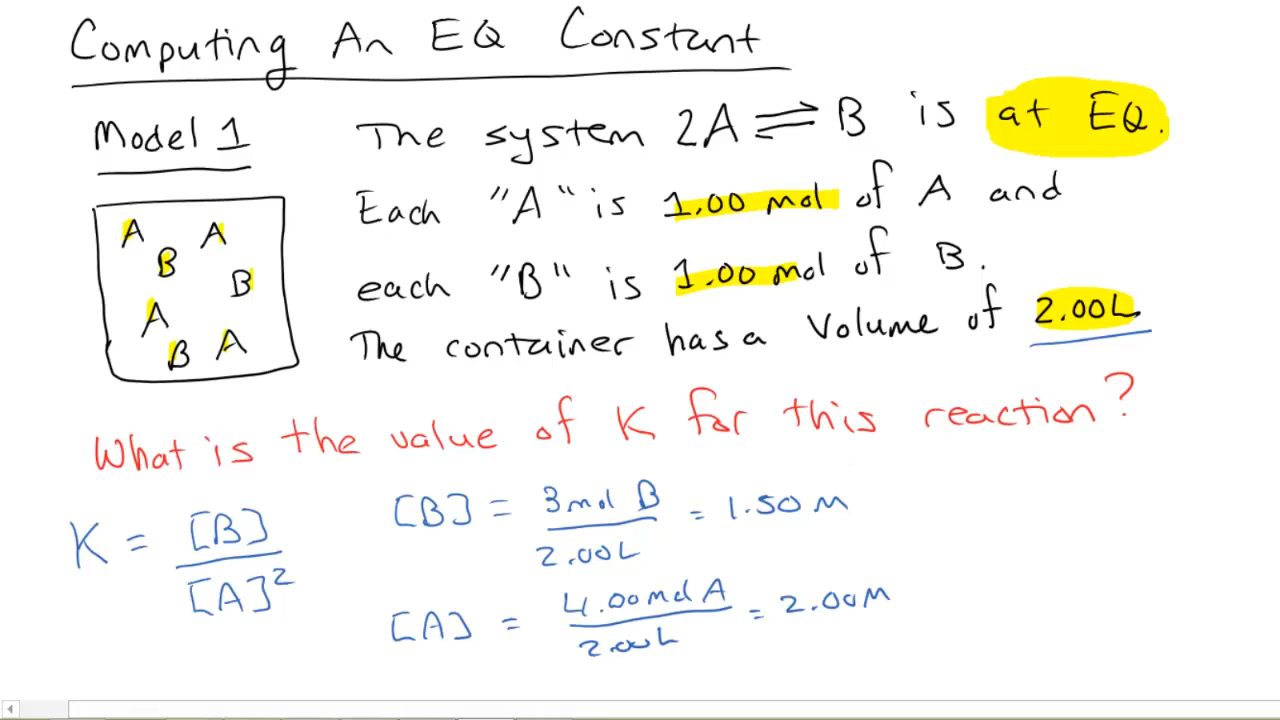 Computing An EQ Constant
Model 1
The system 2A ⇌ B is at EQ.
Each "A" is 1.00 mol of A and
each "B" is 1.00 mol of B.
The container has a volume of 2.00L
A A
B
B
A
B A
What is the value of K for this reaction?
K = [B] / [A]²
[B] = 3 mol B / 2.00L = 1.50 M
[A] = 4.00 mol A / 2.00L = 2.00 M